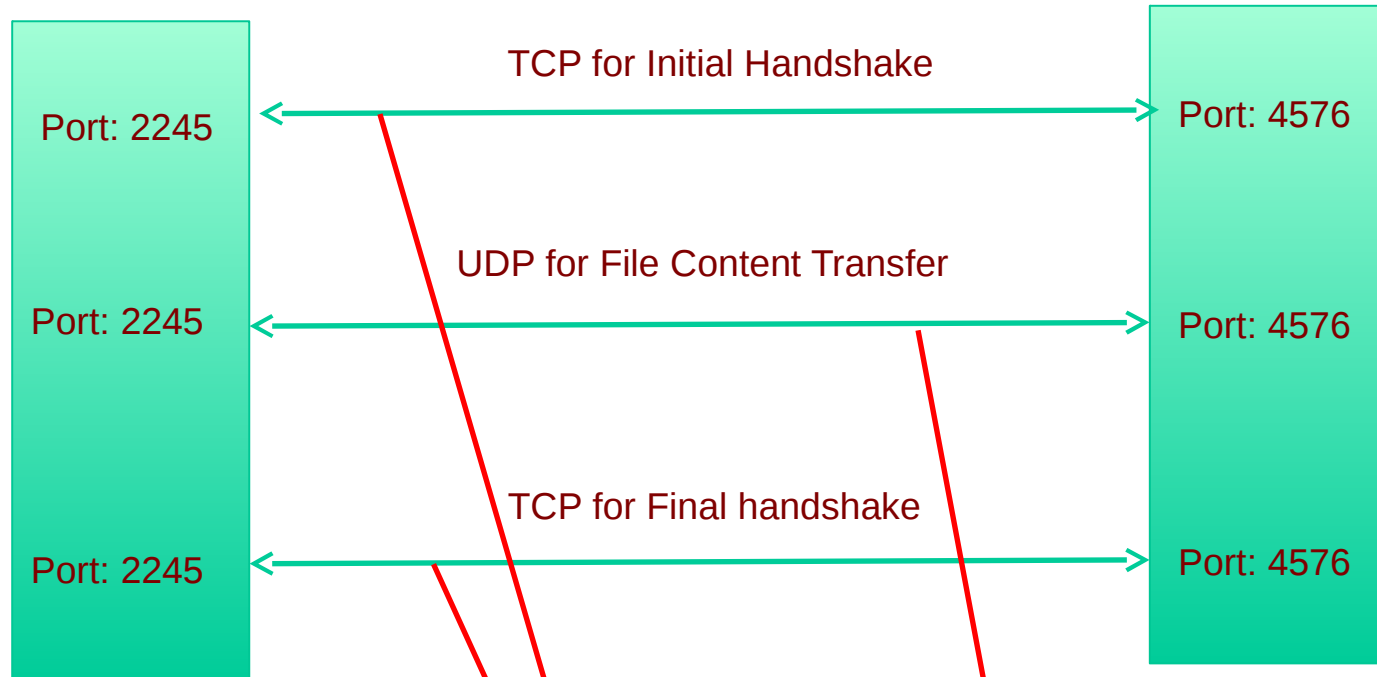 TCP for Initial Handshake
Port: 2245
Port: 4576
UDP for File Content Transfer
Port: 2245
Port: 4576
TCP for Final handshake
Port: 2245
Port: 4576